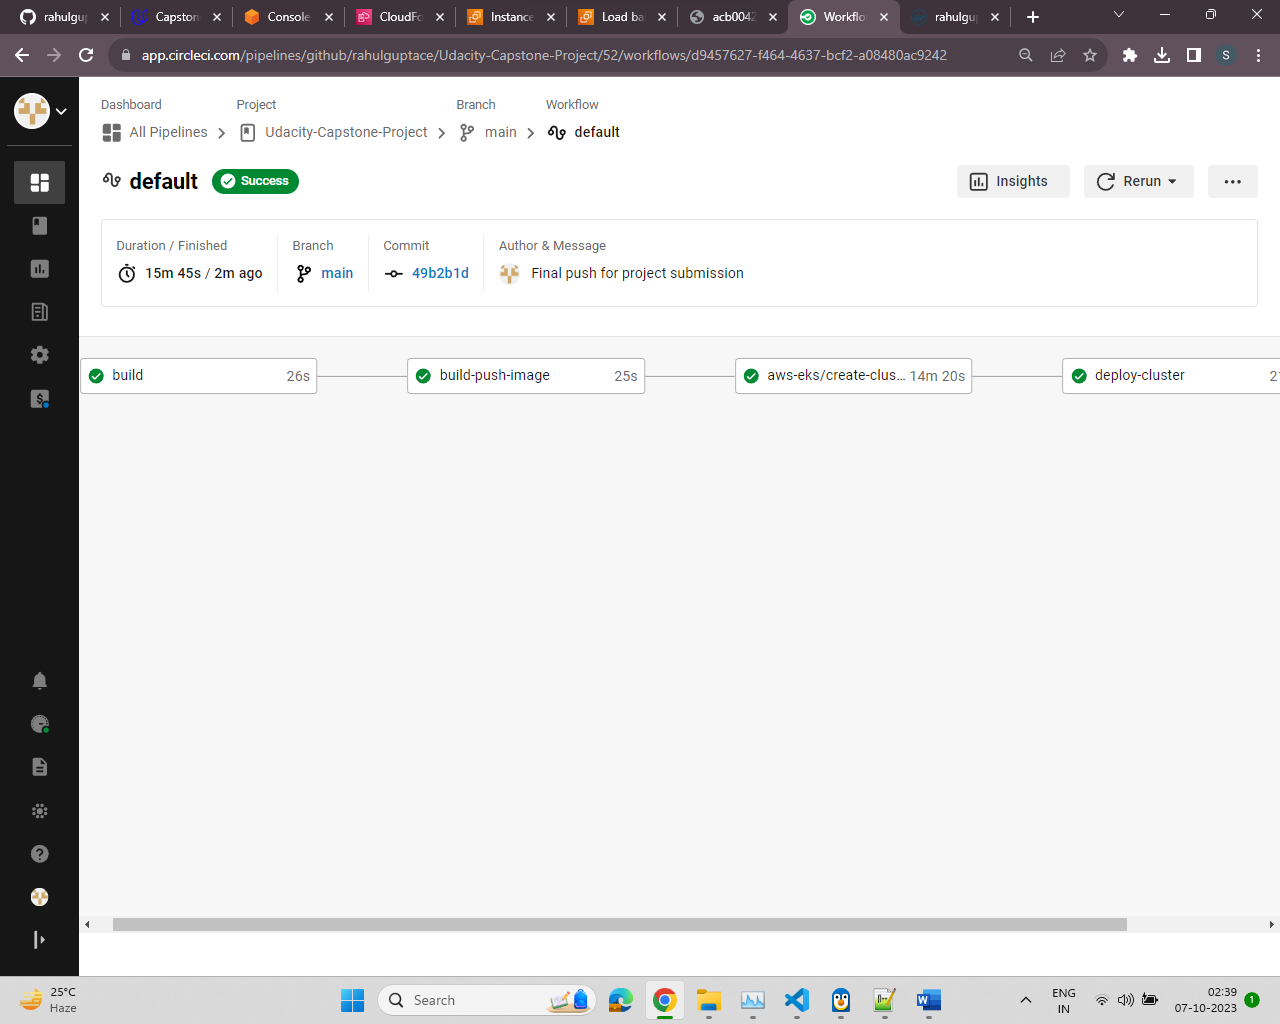 rahulgup
Capston
Console
CloudFo
Instance
Load ba
acb0042
Workflo
rahulgup
app.circleci.com/pipelines/github/rahulguptace/Udacity-Capstone-Project/52/workflows/d9457627-f464-4637-bcf2-a08480ac9242
S
Dashboard Project Branch Workflow
All Pipelines Udacity-Capstone-Project main default
default Success Insights Rerun
Duration / Finished Branch Commit Author & Message
15m 45s / 2m ago main 49b2b1d Final push for project submission
build 26s build-push-image 25s aws-eks/create-clus... 14m 20s deploy-cluster 21
25°C
Haze
Search
ENG
IN
02:39
07-10-2023
1